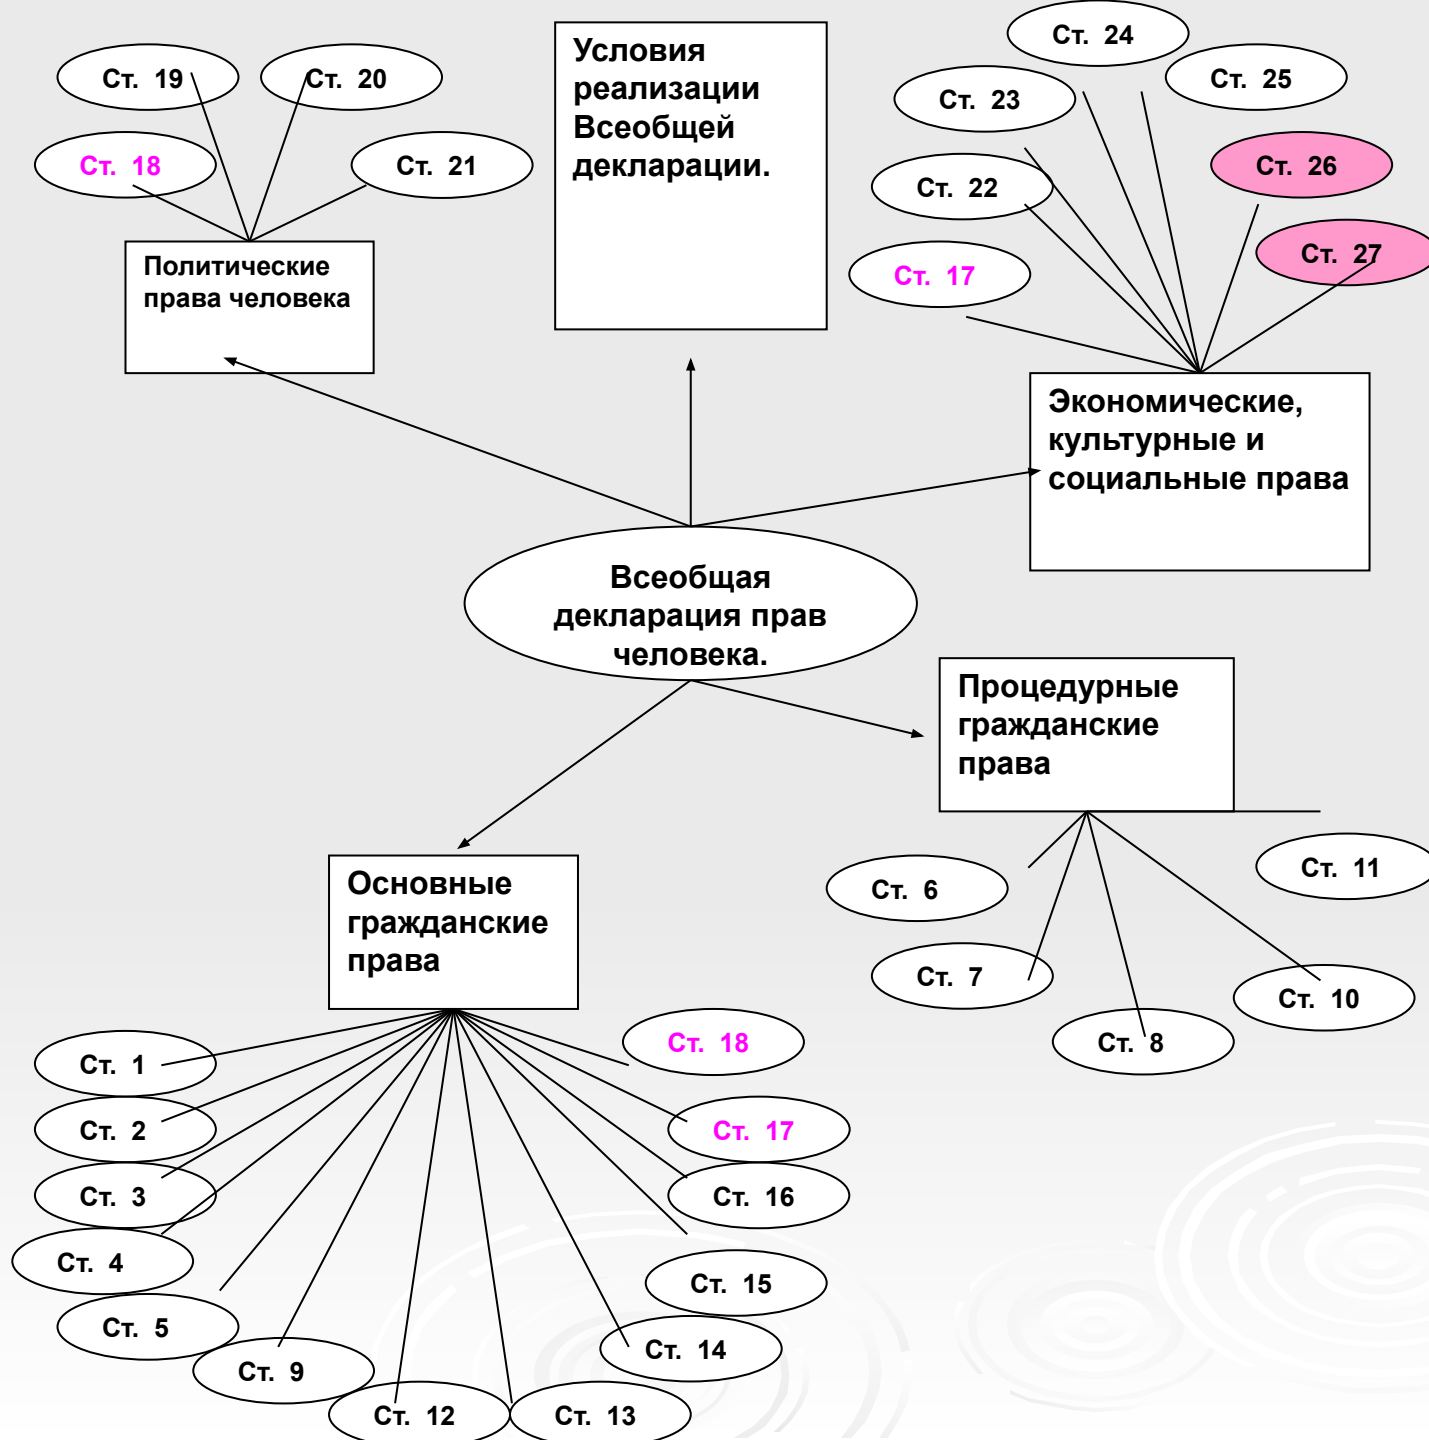 Ст. 19
Ст. 20
Ст. 18
Ст. 21
Политические
права человека
Условия
реализации
Всеобщей
декларации.
Ст. 24
Ст. 25
Ст. 23
Ст. 26
Ст. 22
Ст. 27
Ст. 17
Экономические,
культурные и
социальные права
Всеобщая
декларация прав
человека.
Процедурные
гражданские
права
Ст. 11
Ст. 6
Ст. 7
Ст. 10
Ст. 8
Основные
гражданские
права
Ст. 18
Ст. 1
Ст. 2
Ст. 17
Ст. 3
Ст. 16
Ст. 4
Ст. 15
Ст. 5
Ст. 14
Ст. 9
Ст. 12
Ст. 13